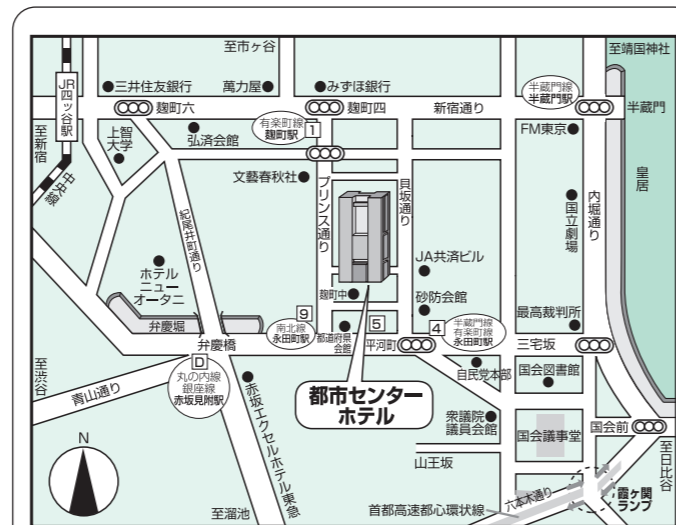 至市ヶ谷
至靖国神社
JR四ッ谷駅
三井住友銀行
萬力屋
みずほ銀行
半蔵門線
半蔵門駅
麹町六
麹町四
新宿通り
半蔵門
至新宿
上智
大学
弘済会館
有楽町線
麹町駅
1
FM東京
皇居
中央線
文藝春秋社
プリンス通り
貝坂通り
国立劇場
内堀通り
紀尾井町通り
ホテル
ニュー
オータニ
JA共済ビル
麹町中
砂防会館
弁慶堀
9
5
4
最高裁判所
弁慶橋
南北線
永田町駅
都道府県
会館
平河町
半蔵門線
有楽町線
永田町駅
三宅坂
至渋谷
D
丸の内線
銀座線
赤坂見附駅
青山通り
赤坂エクセルホテル東急
都市センター
ホテル
自民党本部
国会図書館
衆議院
議員会館
国会議事堂
国会前
N
山王坂
至日比谷
六本木通り
霞ヶ関
ランプ
至溜池
首都高速都心環状線